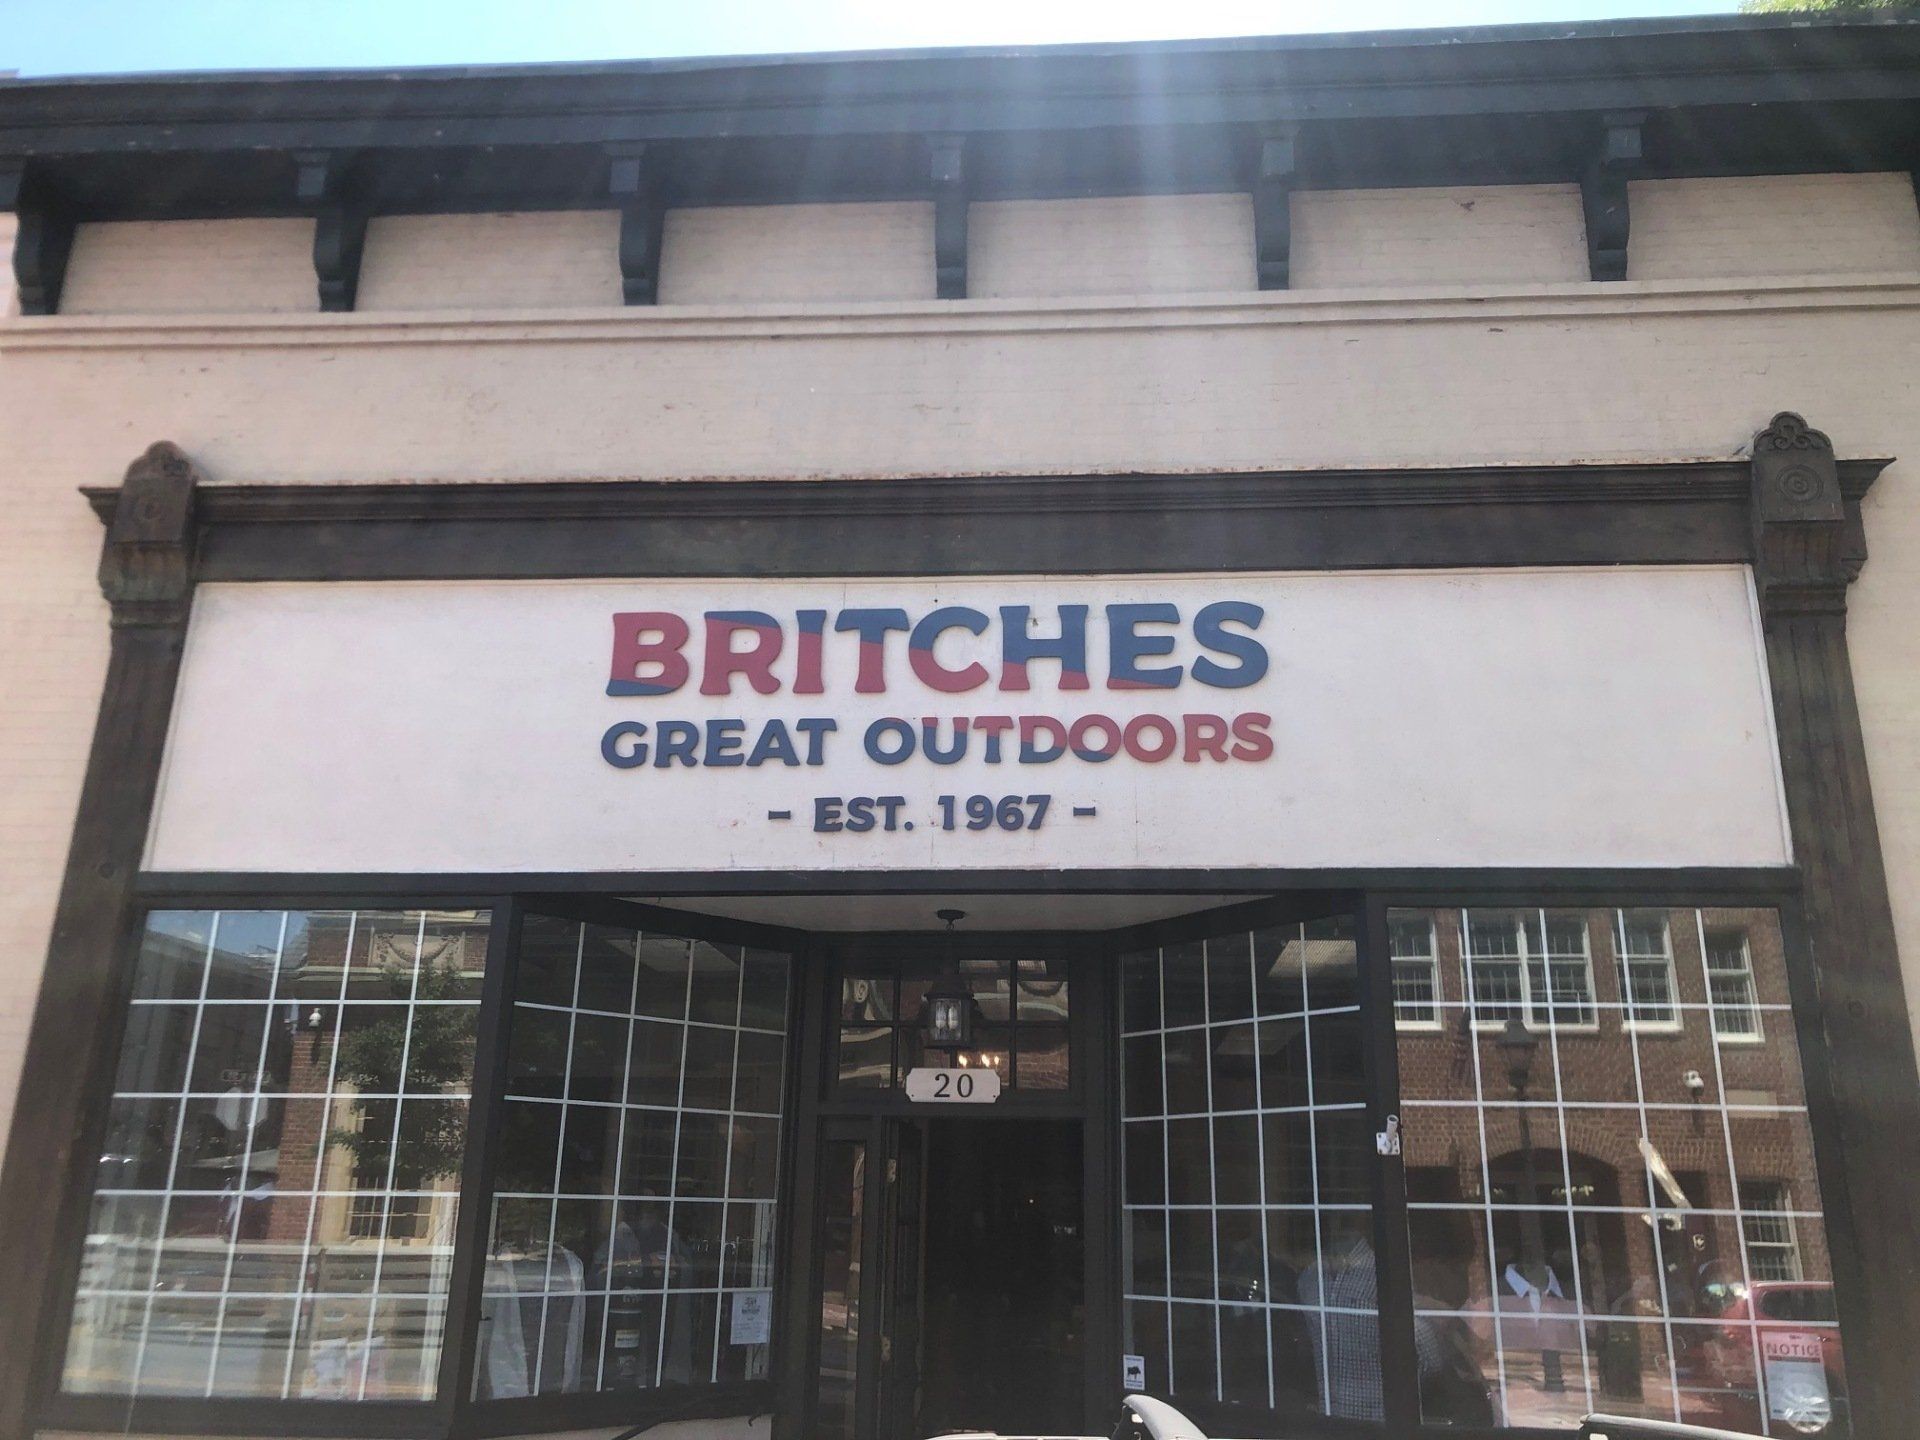 BRITCHES
GREAT OUTDOORS
- EST. 1967 -
20
NOTICE